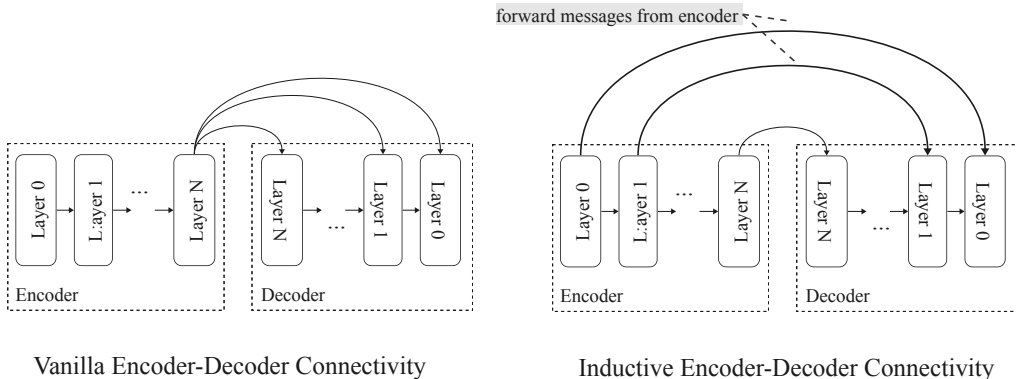 forward messages from encoder
Layer 0
L:ayer 1
...
Layer N
Layer N
...
Layer 1
Layer 0
Encoder
Decoder
Layer 0
L:ayer 1
...
Layer N
Layer N
...
Layer 1
Layer 0
Encoder
Decoder
Vanilla Encoder-Decoder Connectivity
Inductive Encoder-Decoder Connectivity